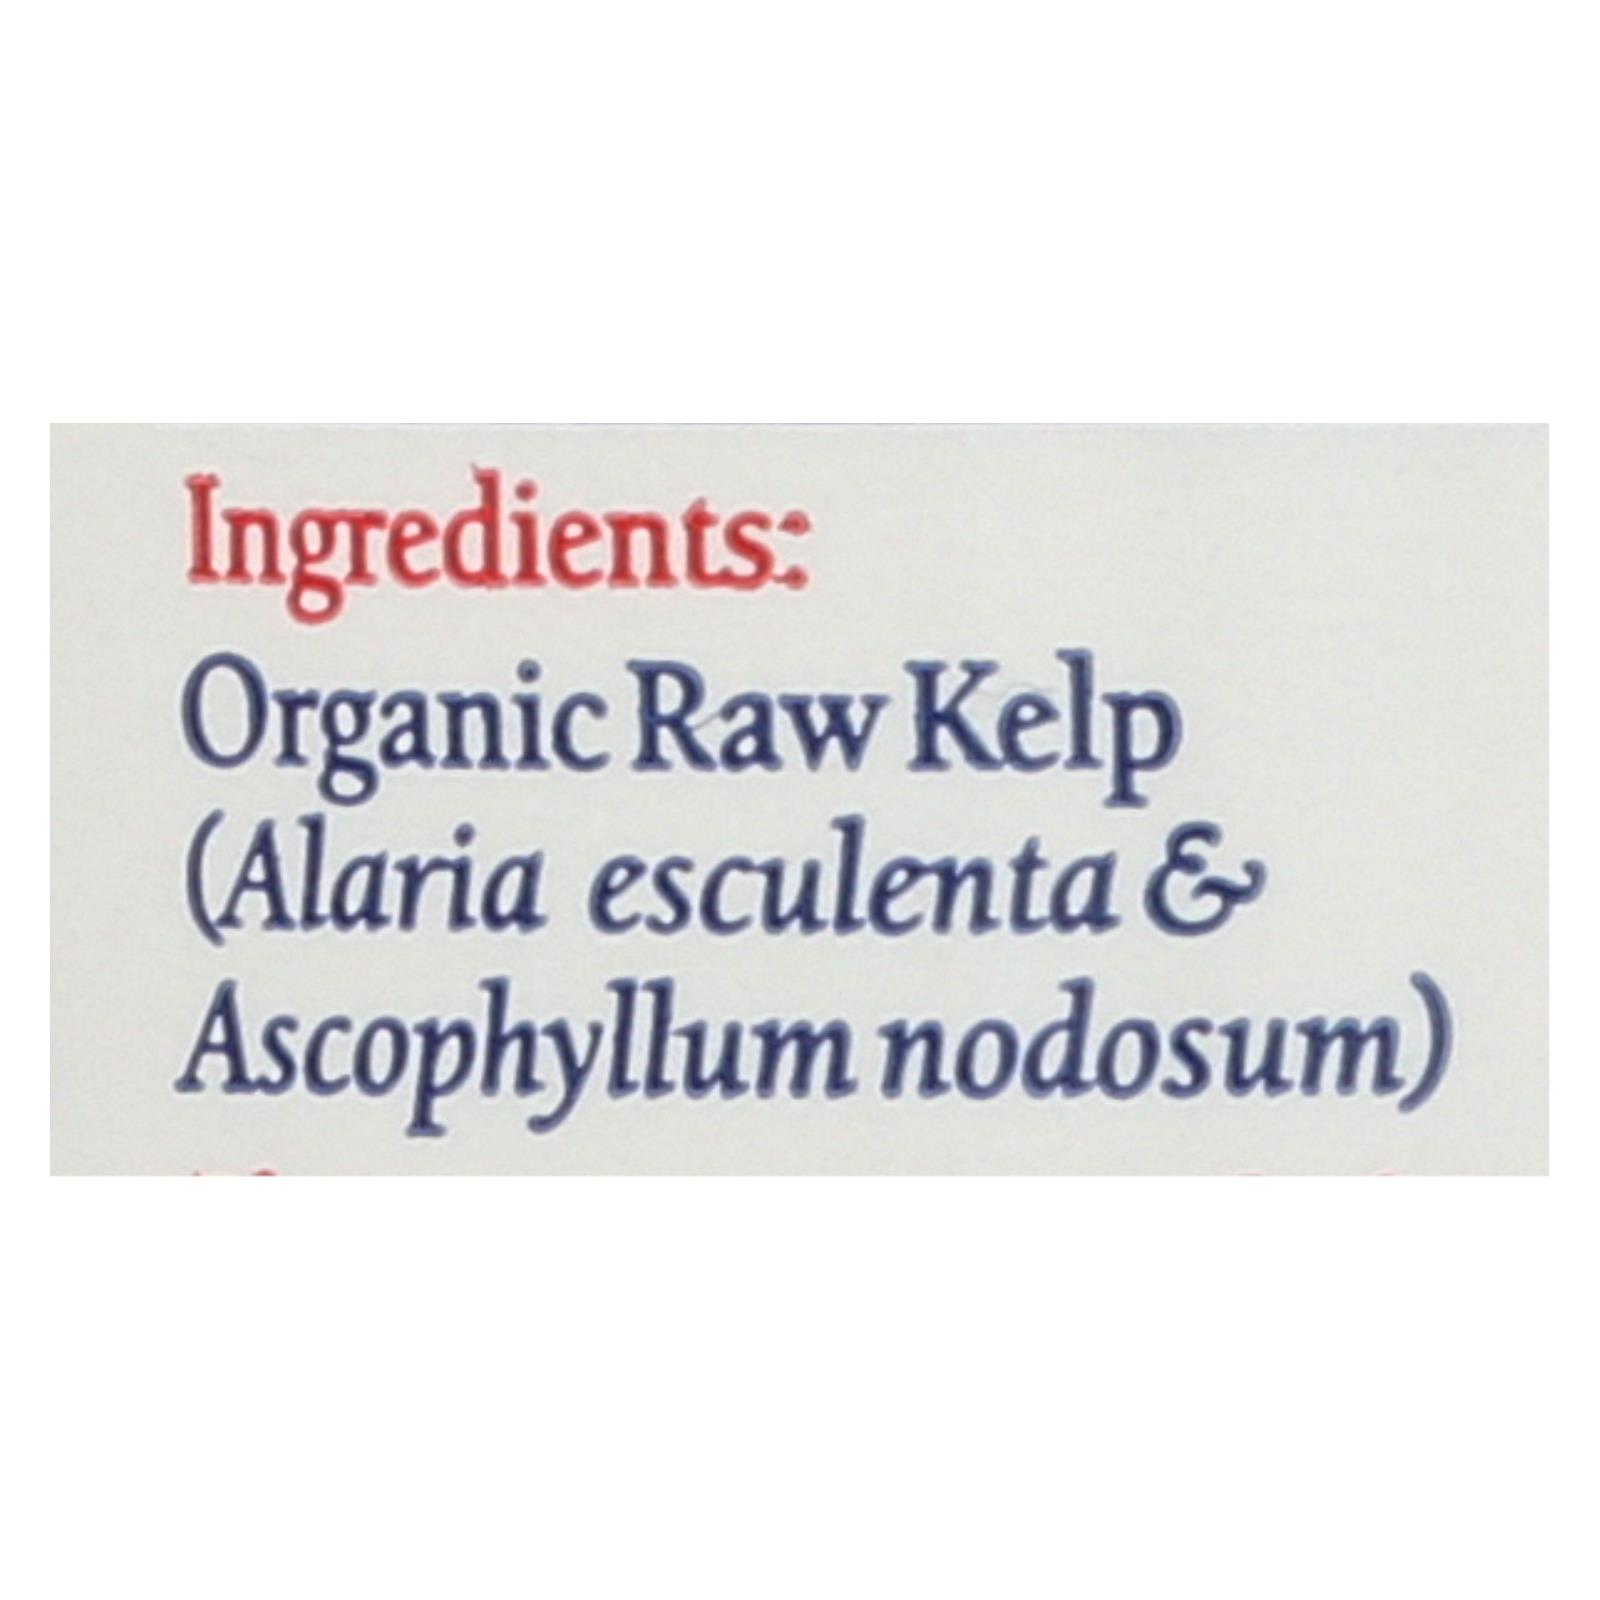 Ingredients:
Organic Raw Kelp
(Alaria esculenta &
Ascophyllum nodosum)